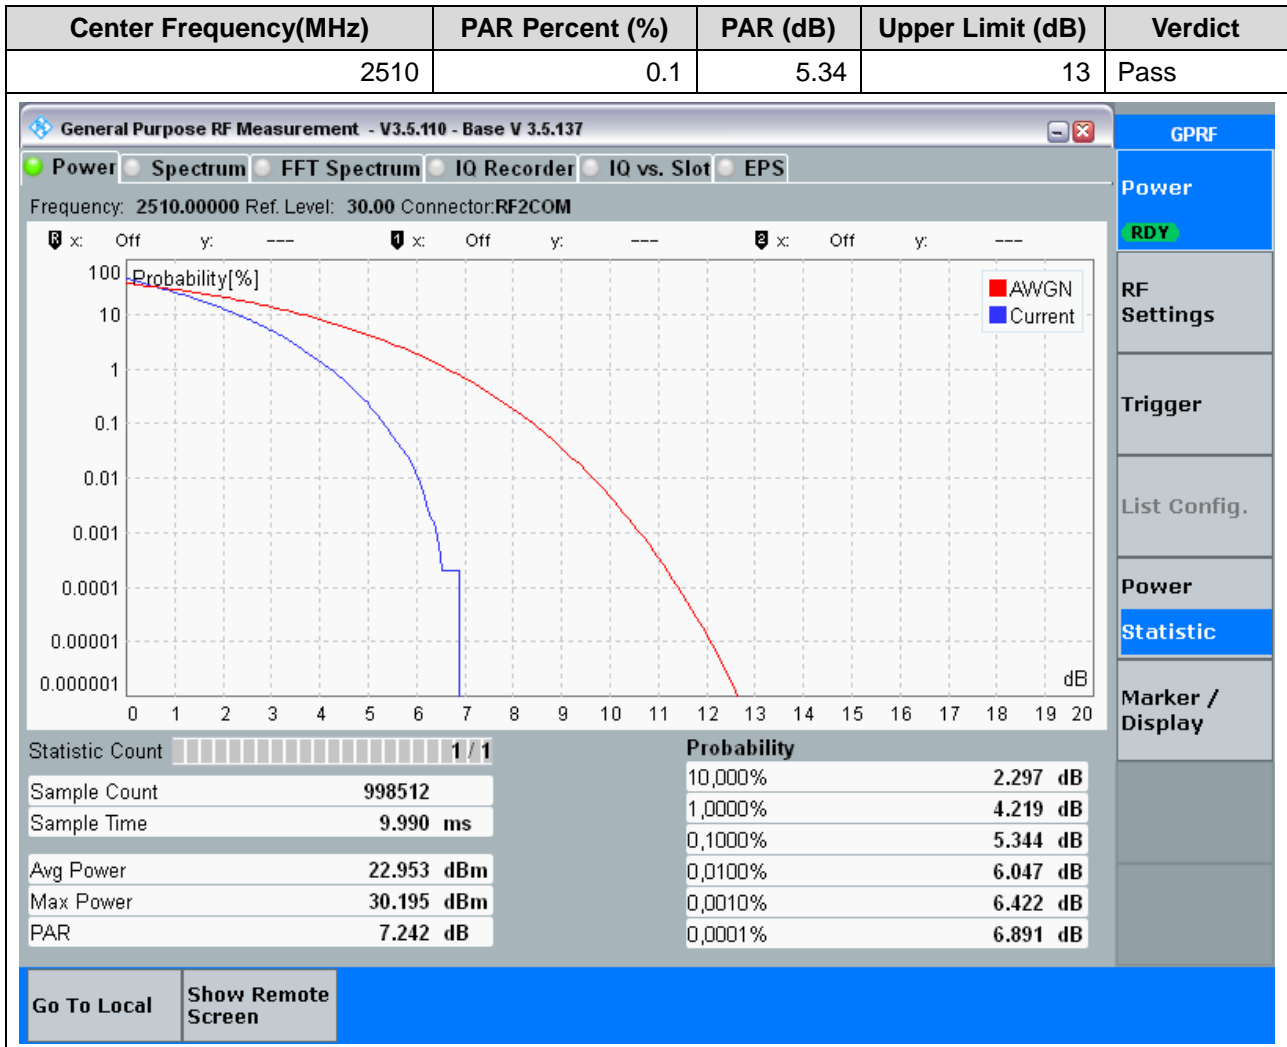 Center Frequency(MHz) PAR Percent (%) PAR (dB) Upper Limit (dB) Verdict
2510 0.1 5.34 13 Pass
General Purpose RF Measurement - V3.5.110 - Base V 3.5.137
GPRF
Power Spectrum FFT Spectrum IQ Recorder IQ vs. Slot EPS
Power
RDY
Frequency: 2510.00000 Ref. Level: 30.00 Connector:RF2COM
R x: Off y: --- 1 x: Off y: --- 2 x: Off y: ---
Probability[%]
AWGN
Current
100
10
1
0.1
0.01
0.001
0.0001
0.00001
0.000001
dB
0 1 2 3 4 5 6 7 8 9 10 11 12 13 14 15 16 17 18 19 20
RF
Settings
Trigger
List Config.
Power
Statistic
Marker /
Display
Statistic Count 1 / 1
Sample Count 998512
Sample Time 9.990 ms
Avg Power 22.953 dBm
Max Power 30.195 dBm
PAR 7.242 dB
Probability
10,000% 2.297 dB
1,0000% 4.219 dB
0,1000% 5.344 dB
0,0100% 6.047 dB
0,0010% 6.422 dB
0,0001% 6.891 dB
Go To Local
Show Remote
Screen